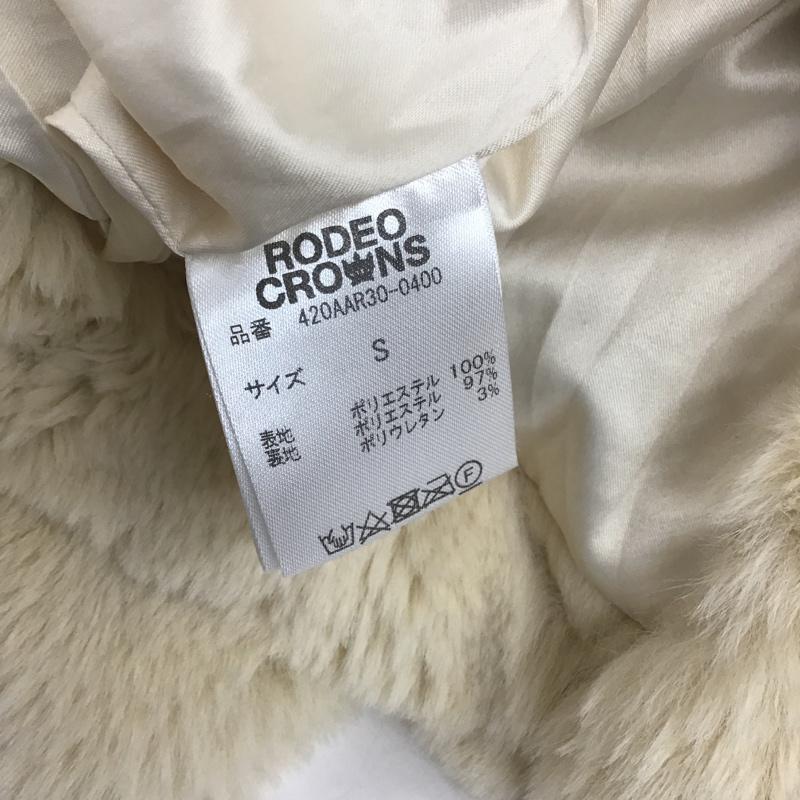 RODEO
CROWNS
品番 420AAR30-0400
サイズ S
表地 ポリエステル 100%
裏地 ポリエステル 97%
ポリウレタン 3%
F